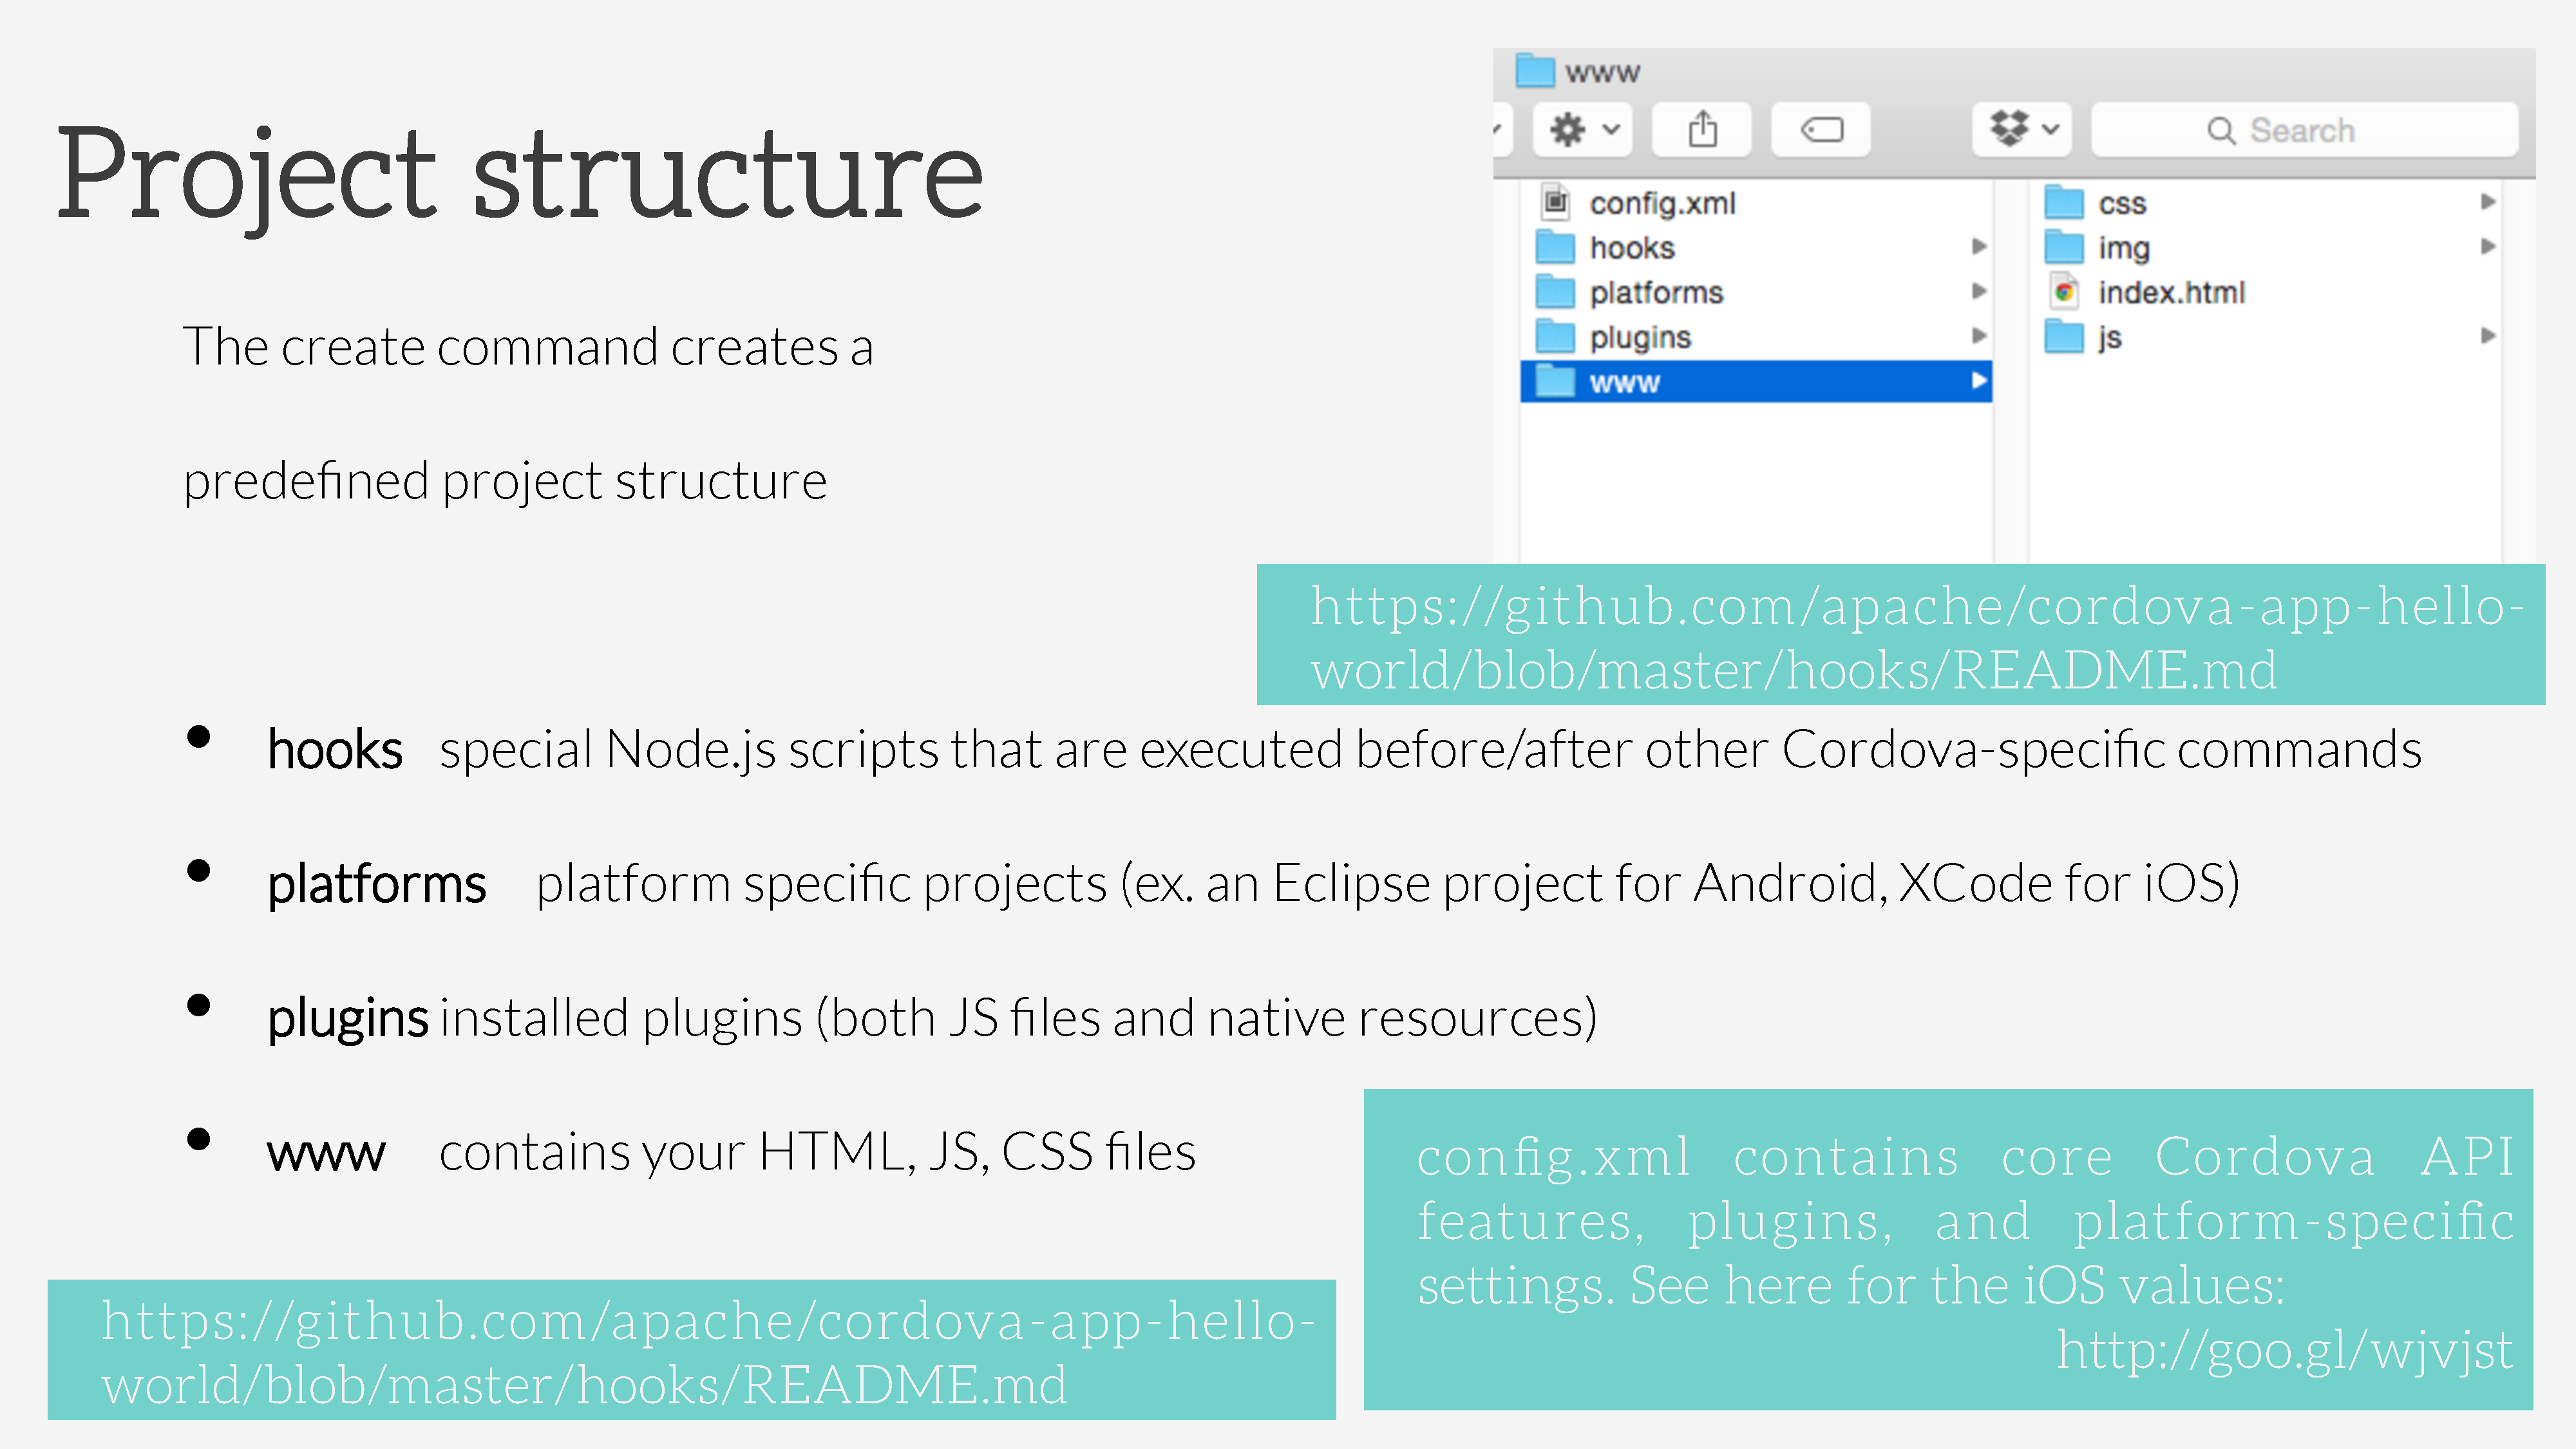 Project structure
www
Search
config.xml
hooks
platforms
plugins
www
css
img
index.html
js
The create command creates a
predefined project structure
https://github.com/apache/cordova-app-hello-
world/blob/master/hooks/README.md
• hooks special Node.js scripts that are executed before/after other Cordova-specific commands
• platforms platform specific projects (ex. an Eclipse project for Android, XCode for iOS)
• plugins installed plugins (both JS files and native resources)
• www contains your HTML, JS, CSS files
config.xml contains core Cordova API
features, plugins, and platform-specific
settings. See here for the iOS values:
http://goo.gl/wjvjst
https://github.com/apache/cordova-app-hello-
world/blob/master/hooks/README.md